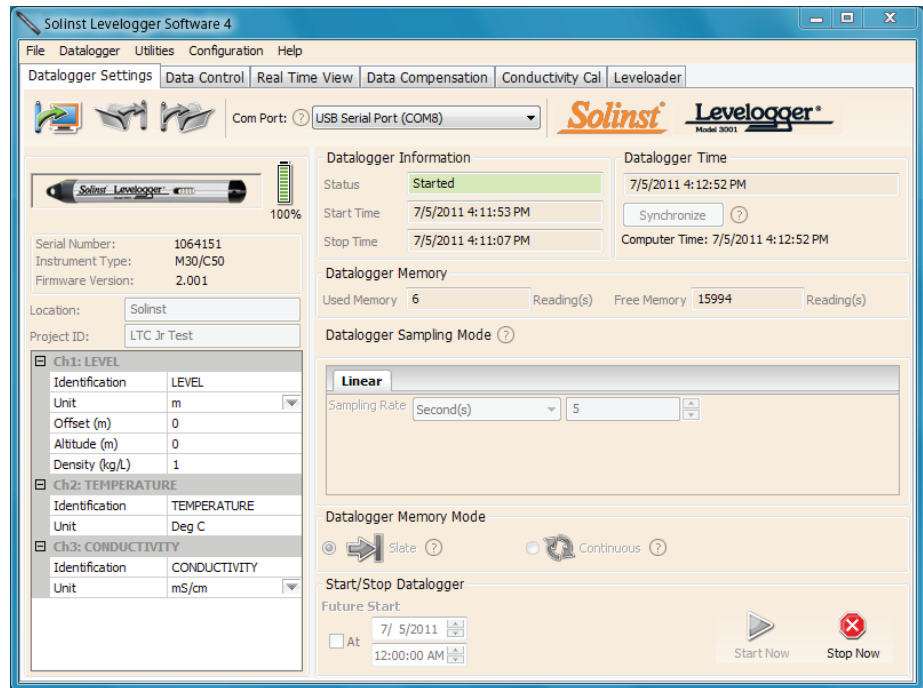 Solinst Levelogger Software 4
File Datalogger Utilities Configuration Help
Datalogger Settings Data Control Real Time View Data Compensation Conductivity Cal Leveloader
Com Port: ? USB Serial Port (COM8) Solinst Levelogger Model 3001
Solinst Levelogger
100%
Serial Number: 1064151
Instrument Type: M30/C50
Firmware Version: 2.001
Location: Solinst
Project ID: LTC Jr Test
Ch1: LEVEL
Identification LEVEL
Unit m
Offset (m) 0
Altitude (m) 0
Density (kg/L) 1
Ch2: TEMPERATURE
Identification TEMPERATURE
Unit Deg C
Ch3: CONDUCTIVITY
Identification CONDUCTIVITY
Unit mS/cm
Datalogger Information
Status Started
Start Time 7/5/2011 4:11:53 PM
Stop Time 7/5/2011 4:11:07 PM
Datalogger Time
7/5/2011 4:12:52 PM
Synchronize ?
Computer Time: 7/5/2011 4:12:52 PM
Datalogger Memory
Used Memory 6 Reading(s) Free Memory 15994 Reading(s)
Datalogger Sampling Mode ?
Linear
Sampling Rate Second(s) 5
Datalogger Memory Mode
Slate ? Continuous ?
Start/Stop Datalogger
Future Start
At 7/ 5/2011
12:00:00 AM
Start Now Stop Now